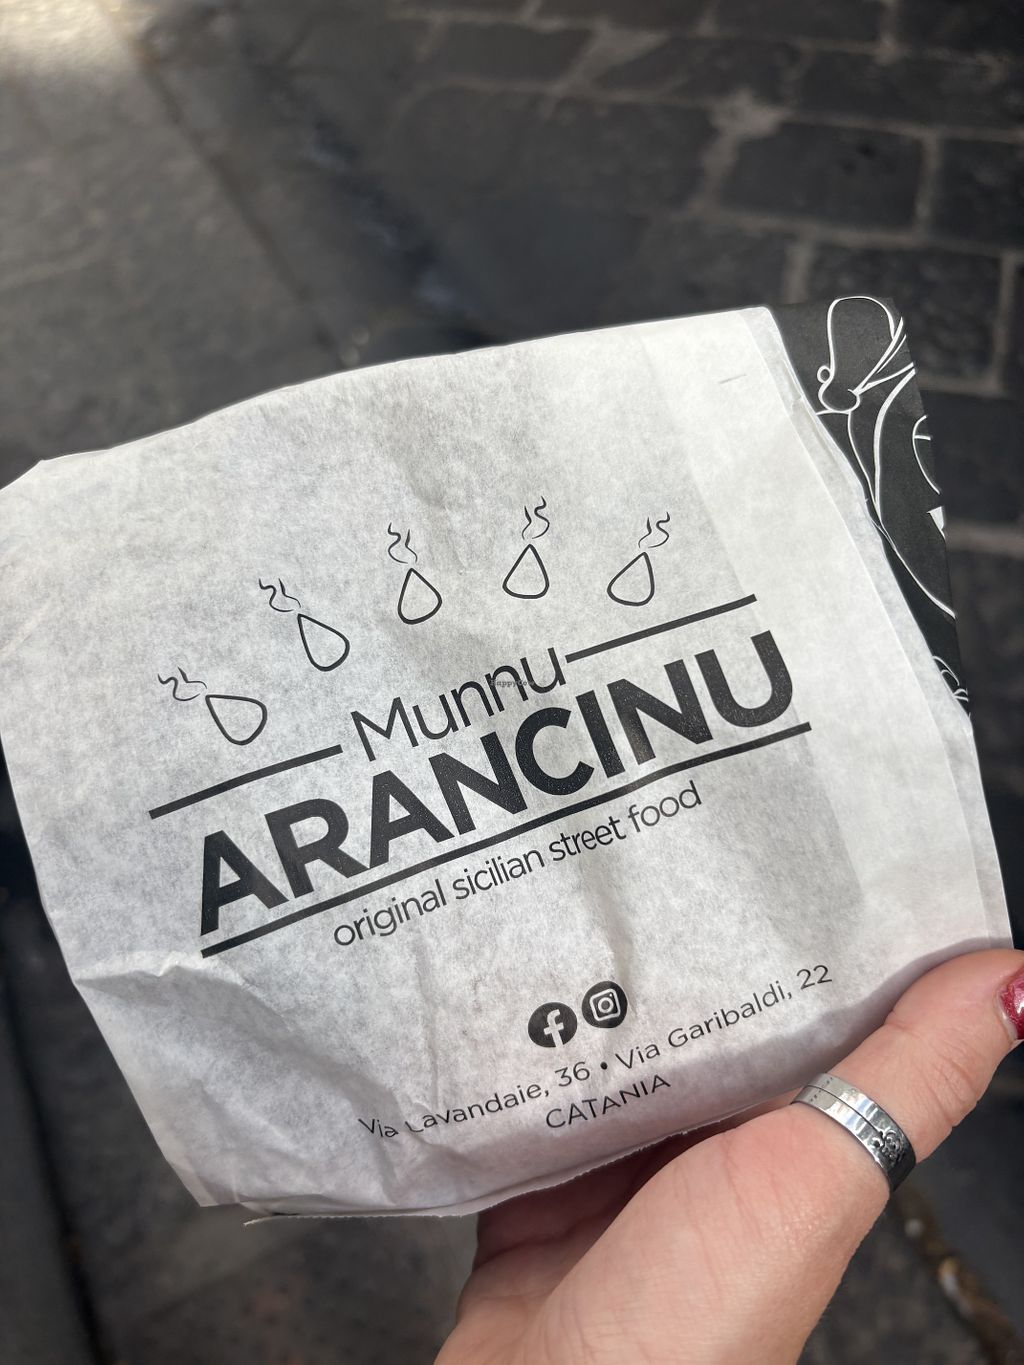 Munnu
ARANCINU
original sicilian street food
Via Lavandaie, 36 • Via Garibaldi, 22
CATANIA